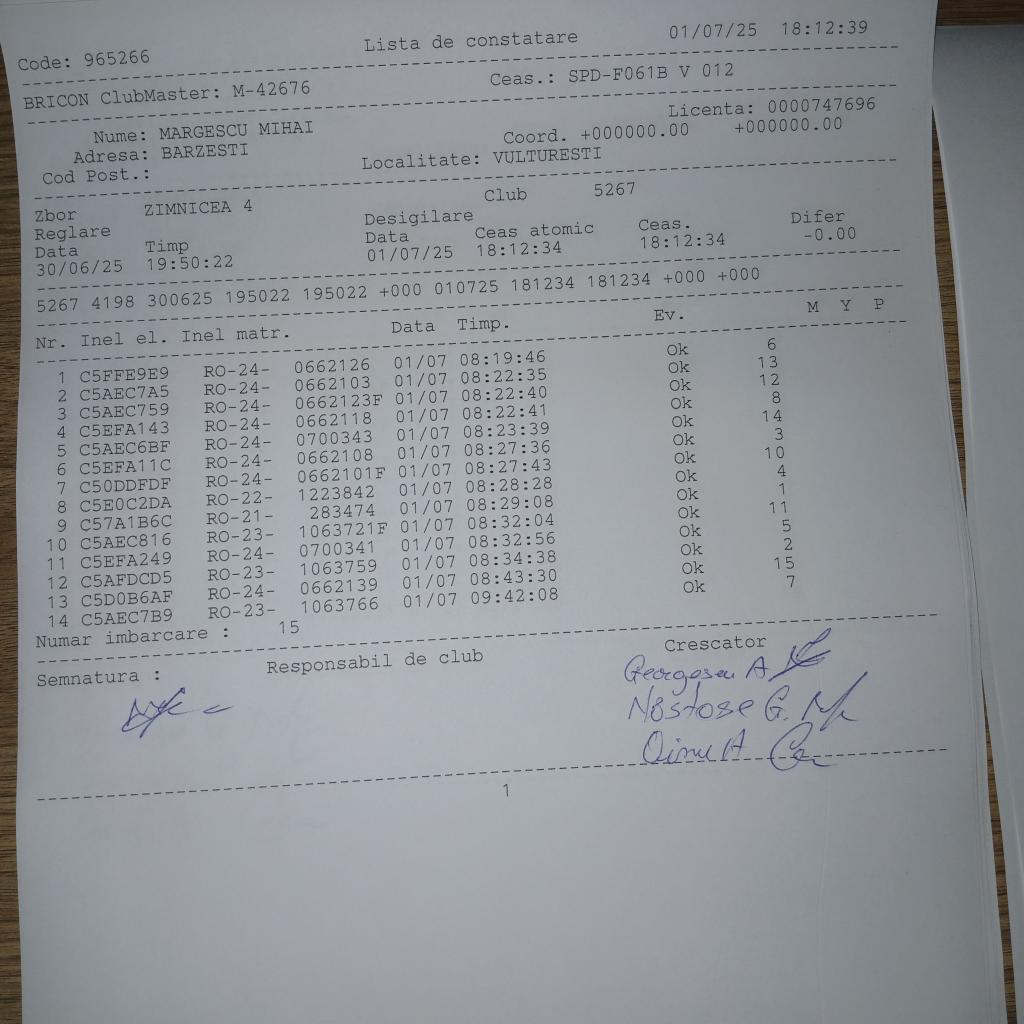 Code: 965266 Lista de constatare 01/07/25 18:12:39
BRICON ClubMaster: M-42676 Ceas.: SPD-F061B V 012
Licenta: 0000747696
Nume: MARGESCU MIHAI Coord. +000000.00 +000000.00
Adresa: BARZESTI
Cod Post.: Localitate: VULTURESTI
Zbor ZIMNICEA 4 Club 5267
Reglare Desigilare
Data Timp Data Ceas atomic Ceas. Difer
30/06/25 19:50:22 01/07/25 18:12:34 18:12:34 -0.00
5267 4198 300625 195022 195022 +000 010725 181234 181234 +000 +000
Nr. Inel el. Inel matr. Data Timp. Ev. M Y P
1 C5FFE9E9 RO-24- 0662126 01/07 08:19:46 Ok 6
2 C5AEC7A5 RO-24- 0662103 01/07 08:22:35 Ok 13
3 C5AEC759 RO-24- 0662123F 01/07 08:22:40 Ok 12
4 C5EFA143 RO-24- 0662118 01/07 08:22:41 Ok 8
5 C5AEC6BF RO-24- 0700343 01/07 08:23:39 Ok 14
6 C5EFA11C RO-24- 0662108 01/07 08:27:36 Ok 3
7 C50DDFDF RO-24- 0662101F 01/07 08:27:43 Ok 10
8 C5E0C2DA RO-22- 1223842 01/07 08:28:28 Ok 4
9 C57A1B6C RO-21- 283474 01/07 08:29:08 Ok 1
10 C5AEC816 RO-23- 1063721F 01/07 08:32:04 Ok 11
11 C5EFA249 RO-24- 0700341 01/07 08:32:56 Ok 5
12 C5AFDCD5 RO-23- 1063759 01/07 08:34:38 Ok 2
13 C5D0B6AF RO-24- 0662139 01/07 08:43:30 Ok 15
14 C5AEC7B9 RO-23- 1063766 01/07 09:42:08 Ok 7
Numar imbarcare : 15
Semnatura : Responsabil de club Crescator
Georgescu A
Nastase G.
1